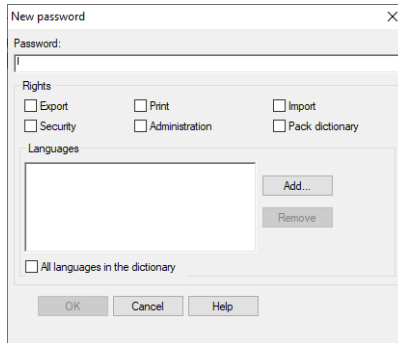 New password
Password:
Rights
Export Print Import
Security Administration Pack dictionary
Languages
Add...
Remove
All languages in the dictionary
OK Cancel Help